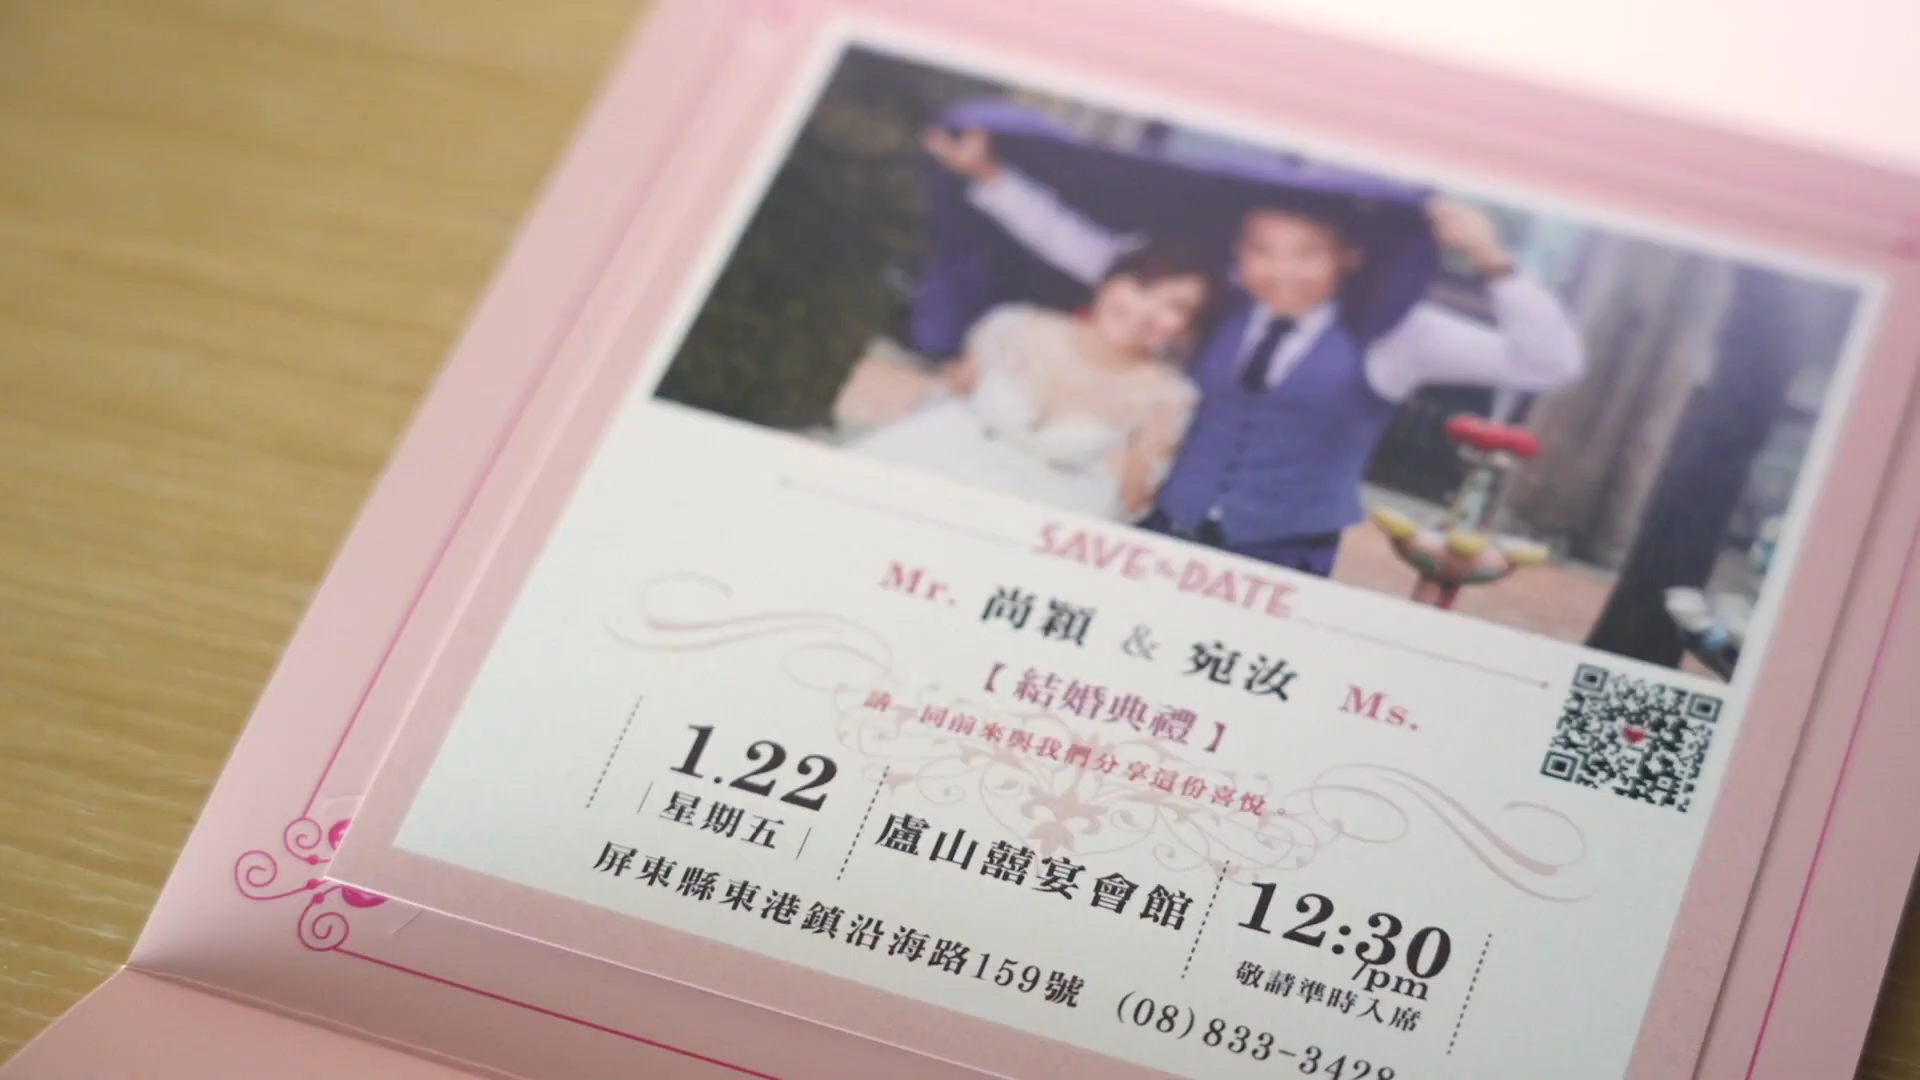 SAVE the DATE
Mr. 尚穎 & 宛汝 Ms.
【結婚典禮】
請一同前來與我們分享這份喜悅。
1.22
|星期五|
盧山囍宴會館
12:30
/pm
敬請準時入席
屏東縣東港鎮沿海路159號 (08)833-3428